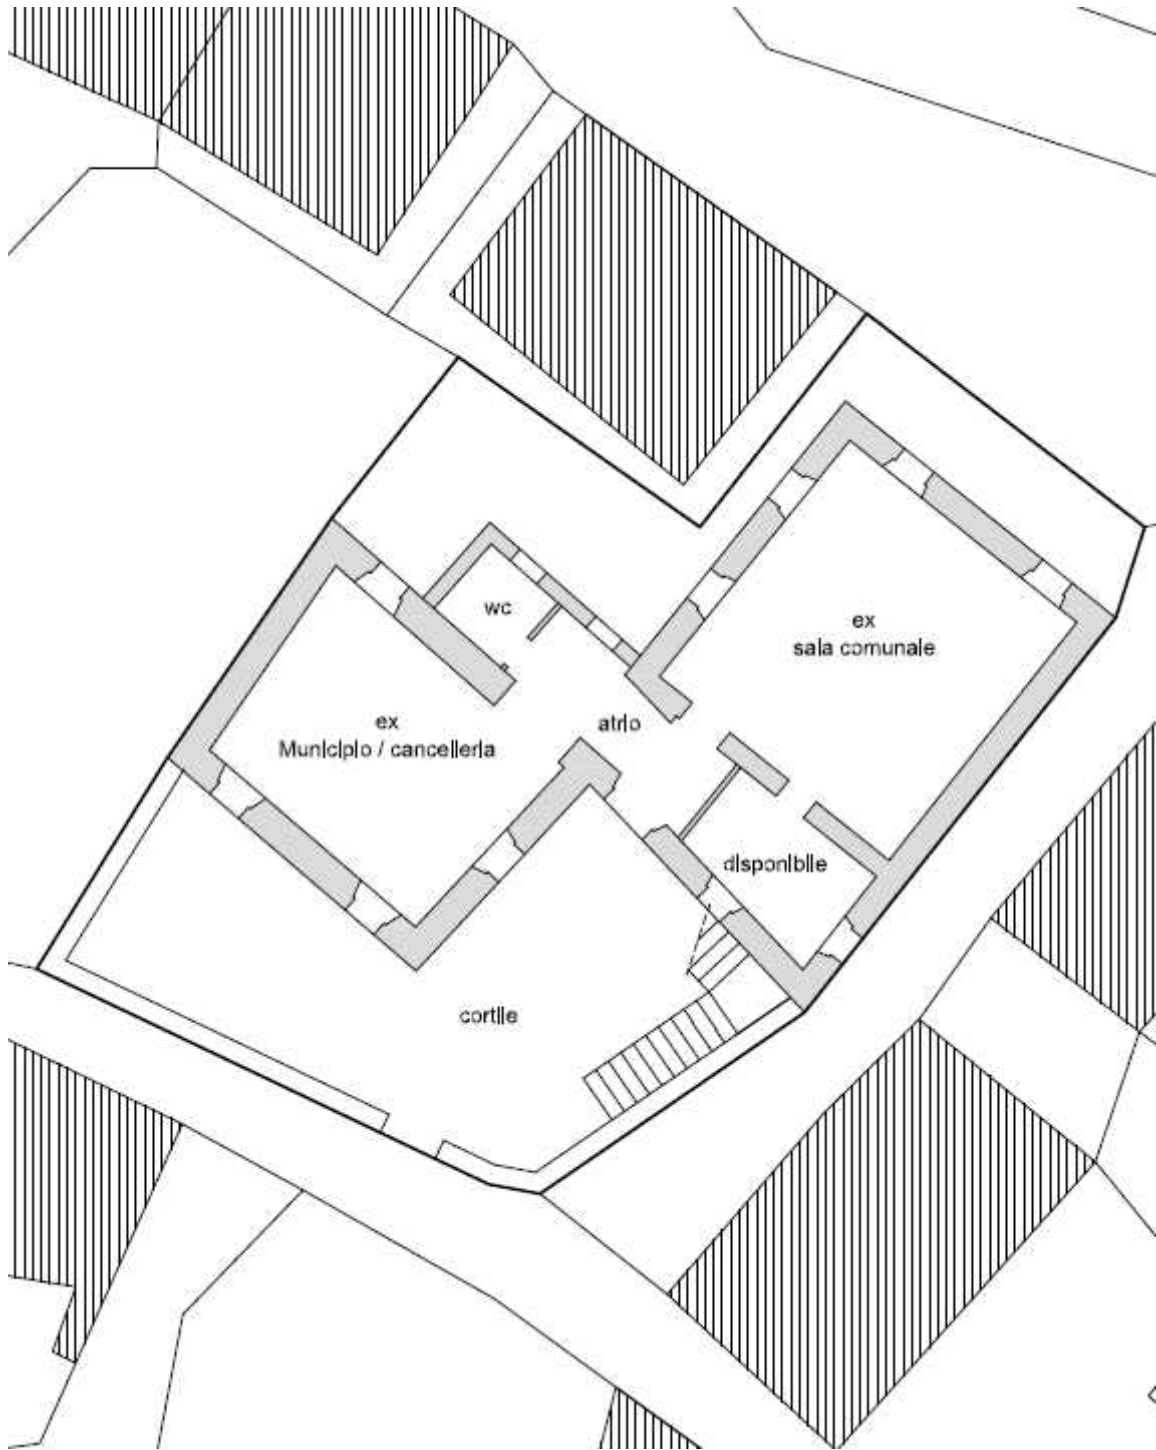 wc
ex
sala comunale
ex
Municipio / cancelleria
atrio
disponibile
cortile